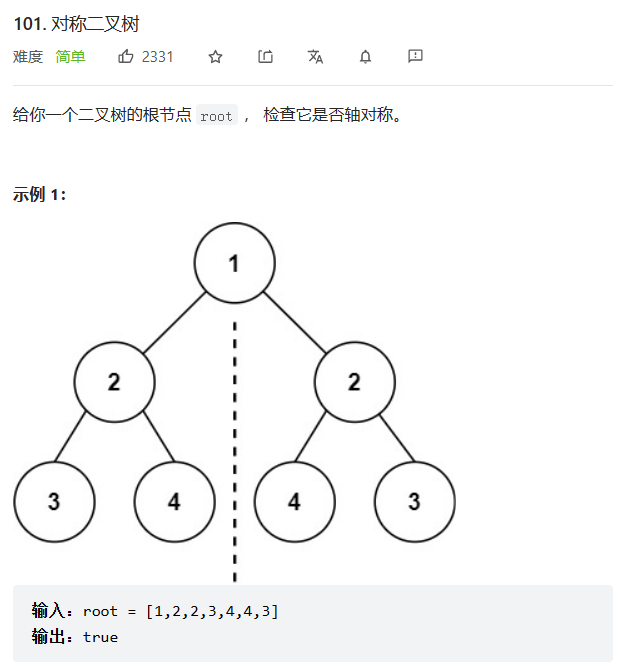 101. 对称二叉树
难度 简单 2331
给你一个二叉树的根节点 root ， 检查它是否轴对称。
示例 1：
1
2 2
3 4 4 3
输入：root = [1,2,2,3,4,4,3]
输出：true